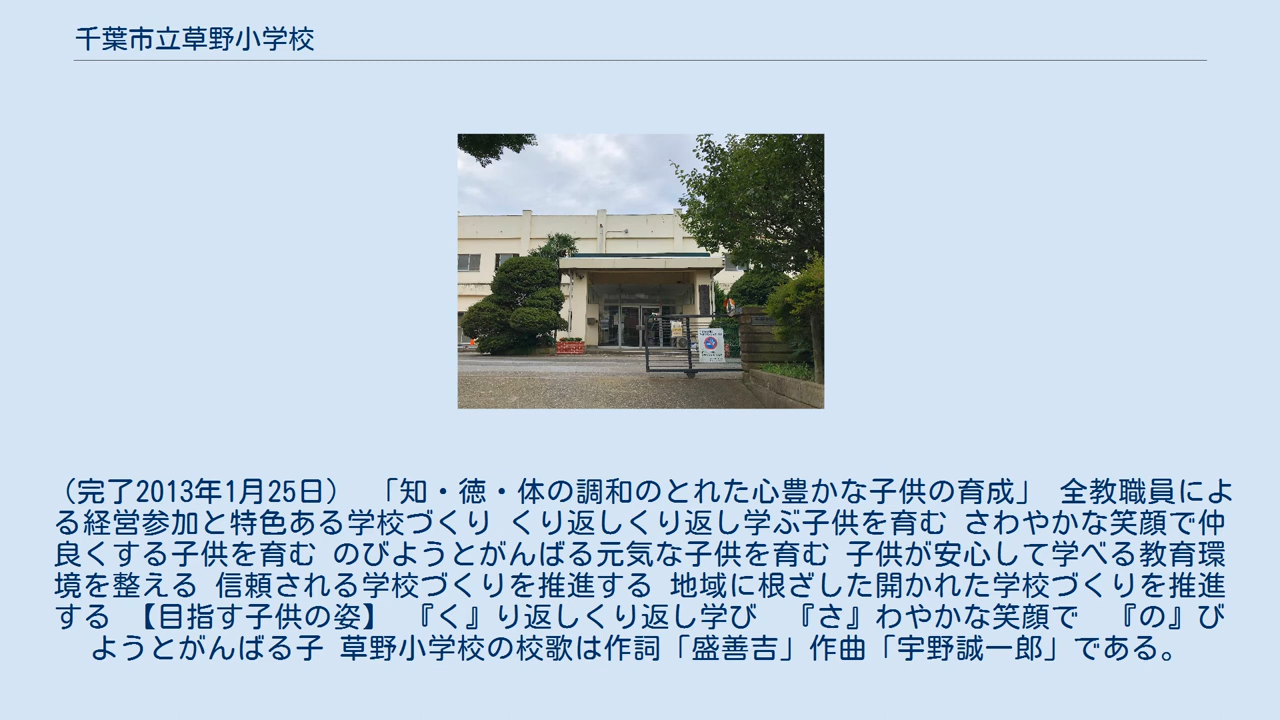 千葉市立草野小学校
（完了2013年1月25日）　「知・徳・体の調和のとれた心豊かな子供の育成」 全教職員によ
る経営参加と特色ある学校づくり くり返しくり返し学ぶ子供を育む さわやかな笑顔で仲
良くする子供を育む のびようとがんばる元気な子供を育む 子供が安心して学べる教育環
境を整える 信頼される学校づくりを推進する 地域に根ざした開かれた学校づくりを推進
する 【目指す子供の姿】 『く』り返しくり返し学び　『さ』わやかな笑顔で　『の』び
ようとがんばる子 草野小学校の校歌は作詞「盛善吉」作曲「宇野誠一郎」である。